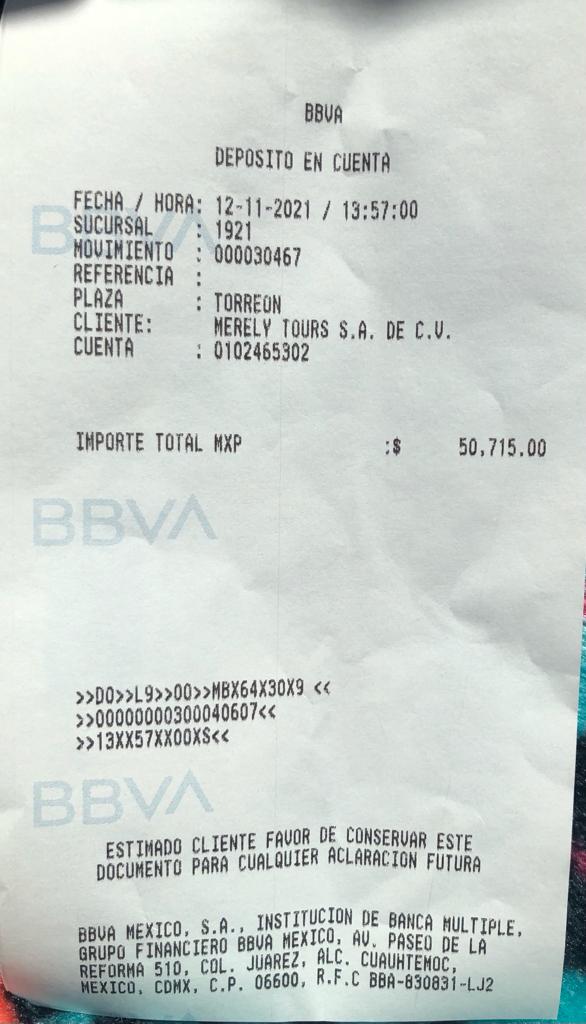 BBVA
DEPOSITO EN CUENTA
FECHA / HORA: 12-11-2021 / 13:57:00
SUCURSAL : 1921
MOVIMIENTO : 000030467
REFERENCIA :
PLAZA : TORREON
CLIENTE: MERELY TOURS S.A. DE C.V.
CUENTA : 0102465302
IMPORTE TOTAL MXP :$ 50,715.00
BBVA
>>DO>>L9>>00>>MBX64X30X9 <<
>>00000000300040607<<
>>13XX57XX00XS<<
BBVA
ESTIMADO CLIENTE FAVOR DE CONSERVAR ESTE
DOCUMENTO PARA CUALQUIER ACLARACION FUTURA
BBVA MEXICO, S.A., INSTITUCION DE BANCA MULTIPLE,
GRUPO FINANCIERO BBVA MEXICO, AV. PASEO DE LA
REFORMA 510, COL. JUAREZ, ALC. CUAUHTEMOC,
MEXICO, CDMX, C.P. 06600, R.F.C BBA-830831-LJ2